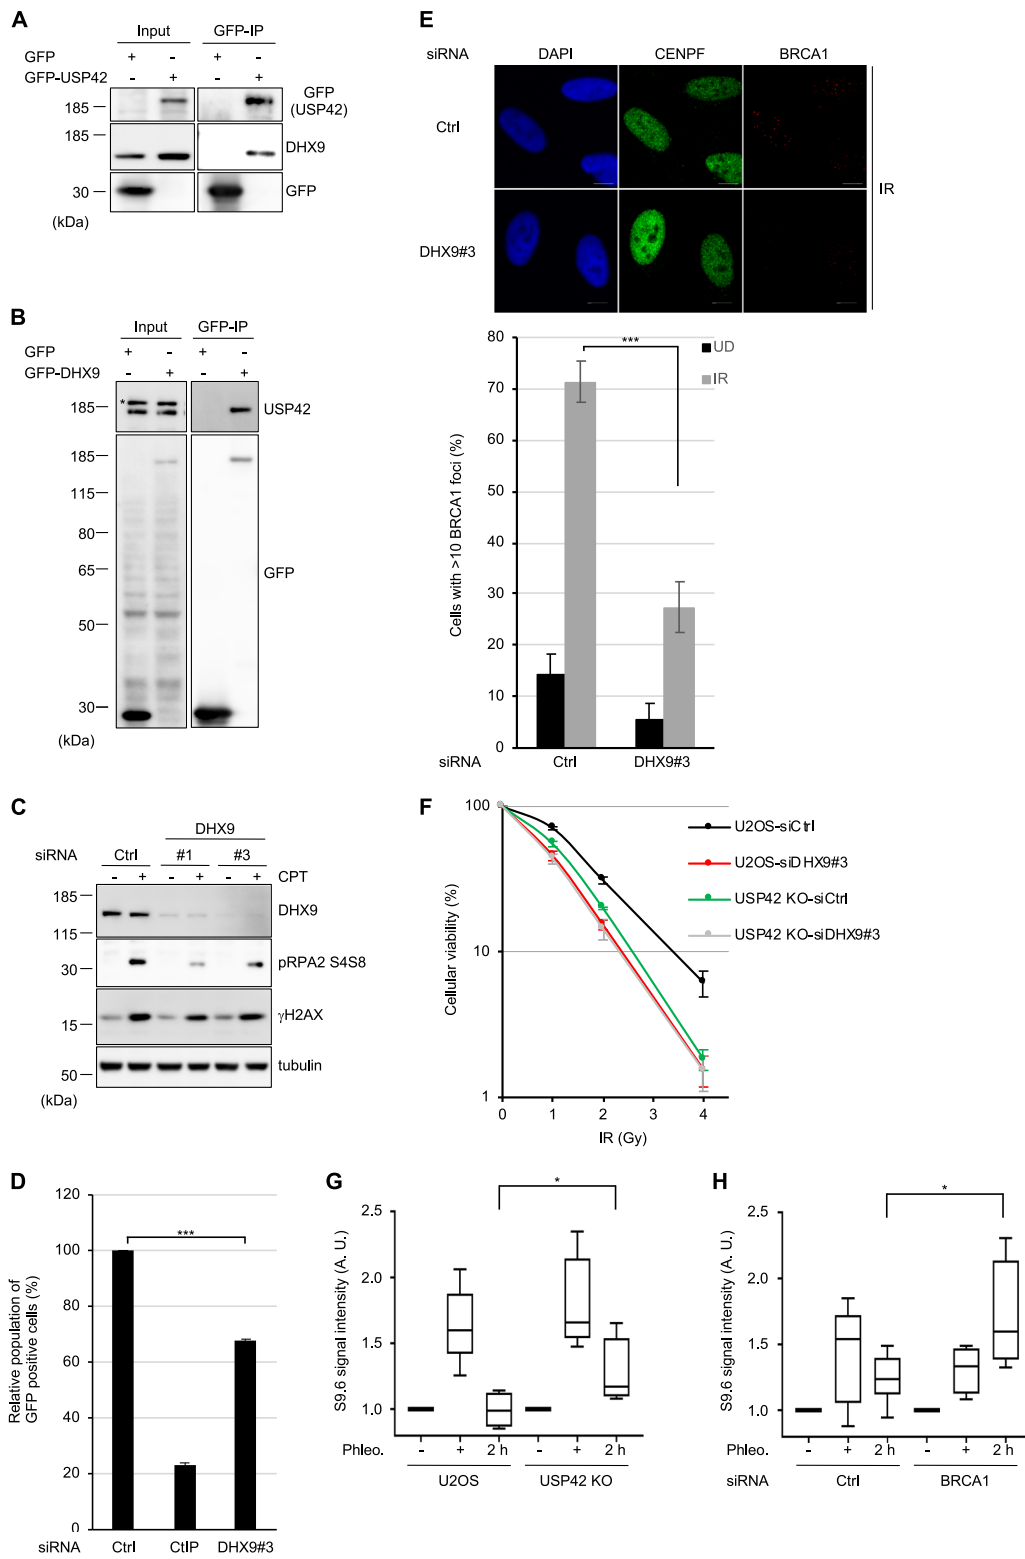 A
Input GFP-IP
GFP + - + -
GFP-USP42 - + - +
185
GFP (USP42)
185
DHX9
30
GFP
(kDa)
B
Input GFP-IP
GFP + - + -
GFP-DHX9 - + - +
185
*
USP42
185
115
80
65
50
30
GFP
(kDa)
C
DHX9
siRNA Ctrl #1 #3
- + - + - + CPT
185
DHX9
115
30
pRPA2 S4S8
15
γH2AX
50
tubulin
(kDa)
D
Relative population of
GFP positive cells (%)
120
100
80
60
40
20
0
***
siRNA Ctrl CtIP DHX9#3
E
siRNA DAPI CENPF BRCA1
Ctrl
DHX9#3
IR
Cells with >10 BRCA1 foci (%)
80
70
60
50
40
30
20
10
0
***
UD
IR
siRNA Ctrl DHX9#3
F
Cellular viability (%)
100
10
1
0 1 2 3 4
IR (Gy)
U2OS-siCtrl
U2OS-siDHX9#3
USP42 KO-siCtrl
USP42 KO-siDHX9#3
G
S9.6 signal intensity (A. U.)
2.5
2.0
1.5
1.0
*
Phleo. - + 2 h - + 2 h
U2OS USP42 KO
H
S9.6 signal intensity (A. U.)
2.5
2.0
1.5
1.0
*
Phleo. - + 2 h - + 2 h
siRNA Ctrl BRCA1